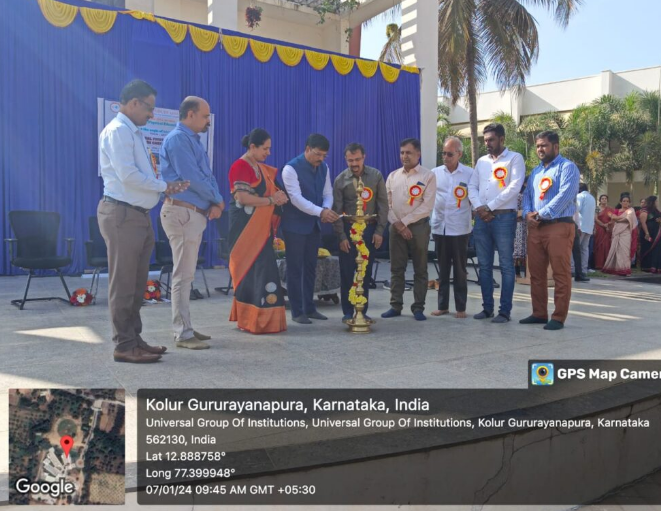 GPS Map Camer
Kolur Gururayanapura, Karnataka, India
Universal Group Of Institutions, Universal Group Of Institutions, Kolur Gururayanapura, Karnataka
562130, India
Lat 12.888758°
Long 77.399948°
07/01/24 09:45 AM GMT +05:30
Google